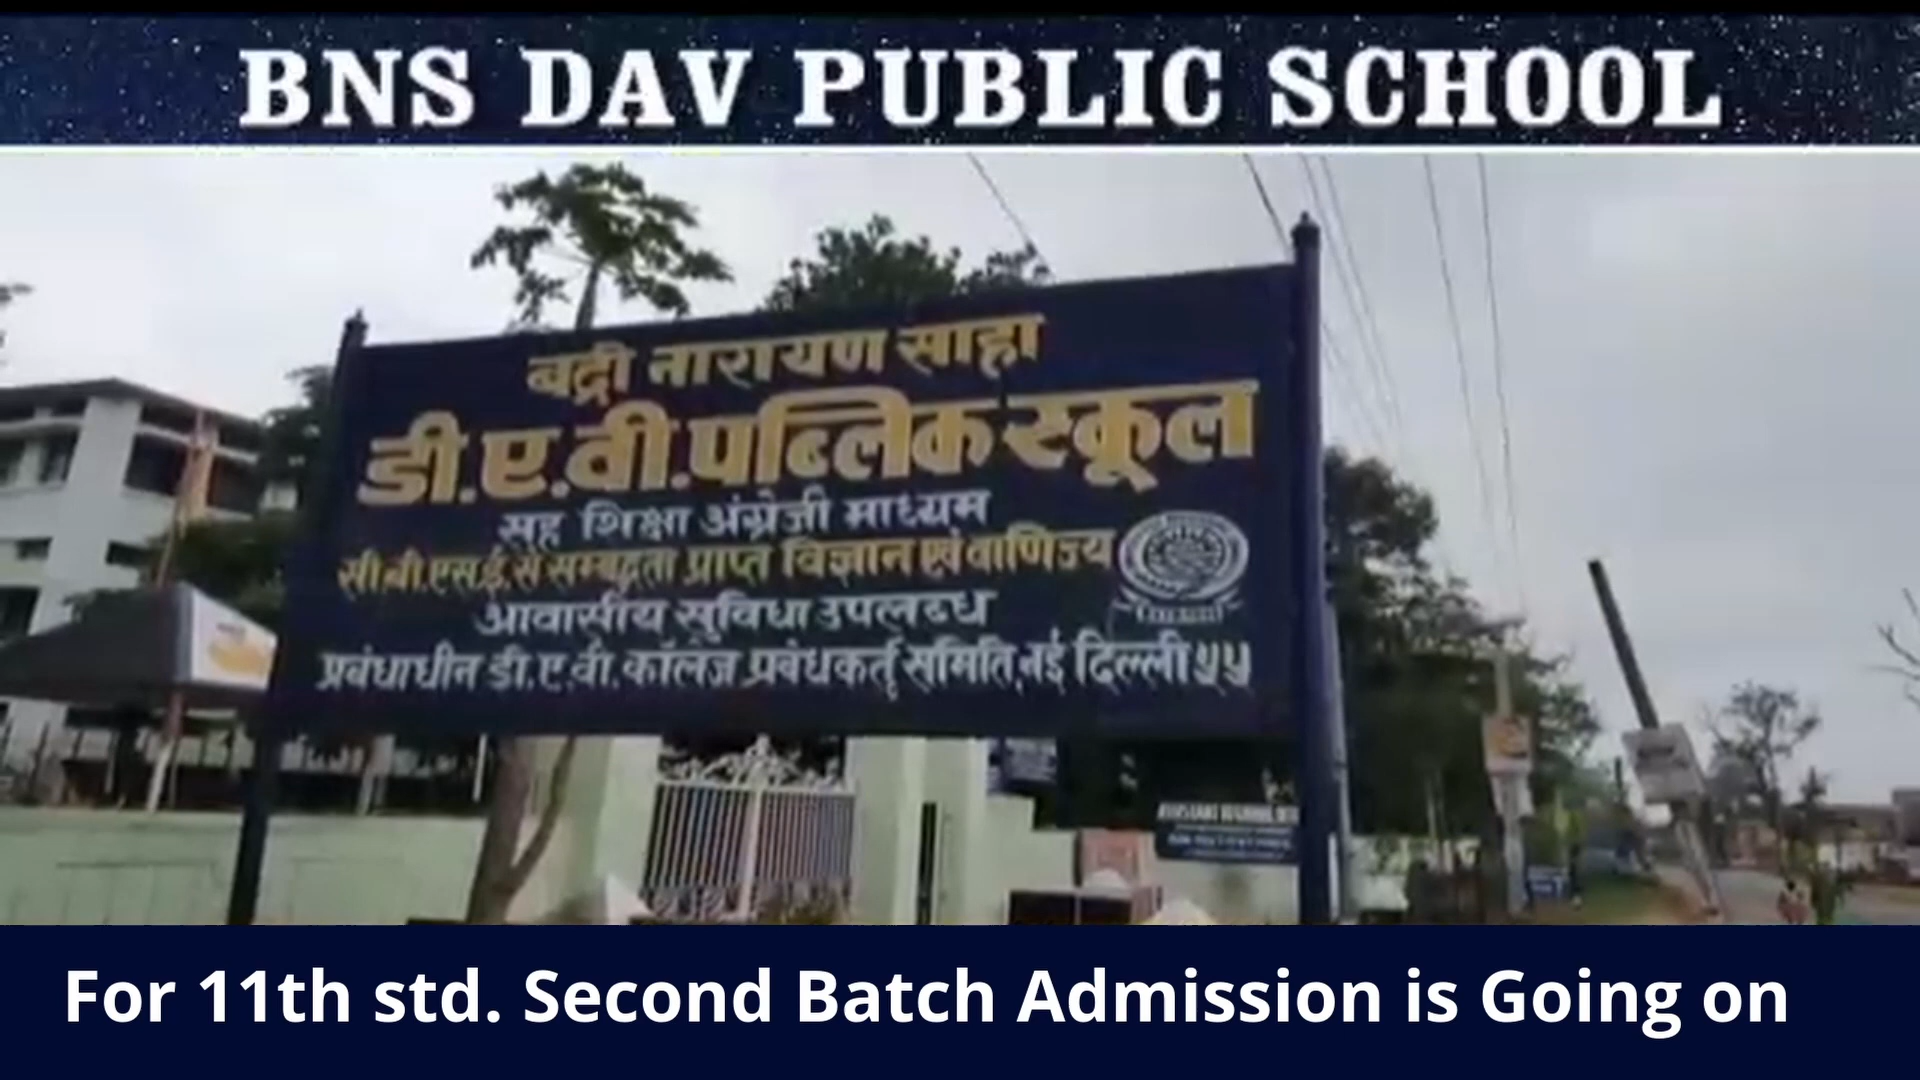 BNS DAV PUBLIC SCHOOL
बद्री नारायण साहा
डी.ए.वी.पब्लिक स्कूल
सह शिक्षा अंग्रेजी माध्यम
सी.बी.एस.ई.से सम्बद्धता प्राप्त विज्ञान एवं वाणिज्य
आवासीय सुविधा उपलब्ध
प्रबंधाधीन डी.ए.वी.कॉलेज प्रबंधकर्तृ समिति,नई दिल्ली ५५
For 11th std. Second Batch Admission is Going on